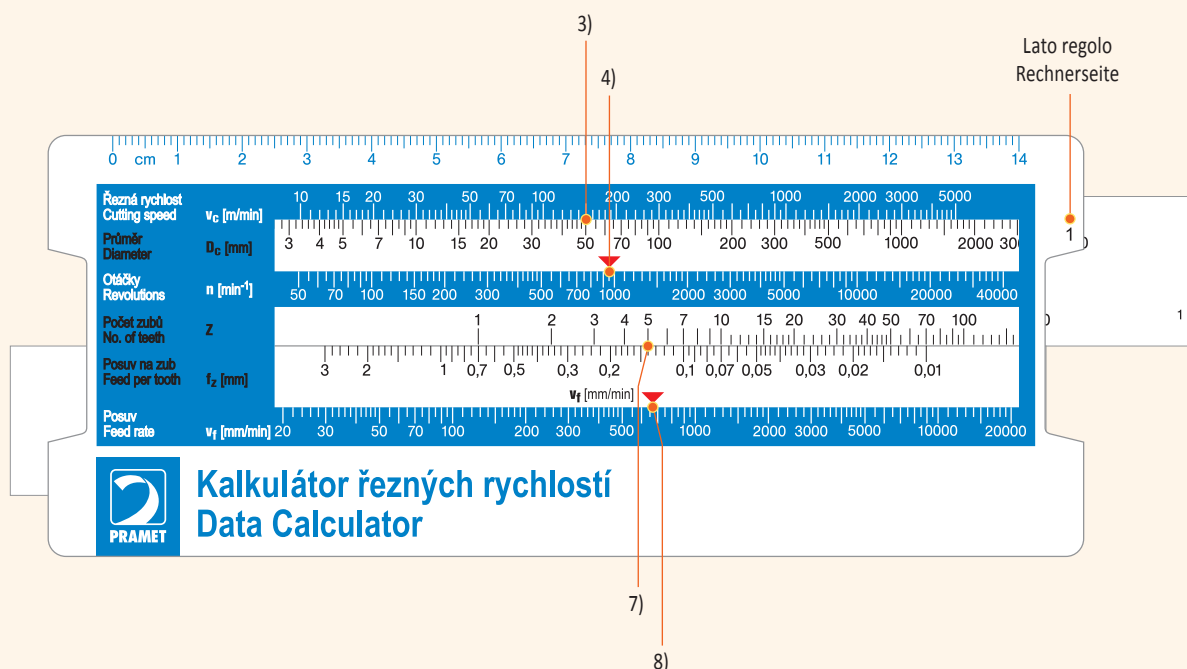 3)
4)
Lato regolo
Rechnerseite
0 cm 1 2 3 4 5 6 7 8 9 10 11 12 13 14
Řezná rychlost
Cutting speed vc [m/min] 10 15 20 30 50 70 100 200 300 500 1000 2000 3000 5000
Průměr
Diameter Dc [mm] 3 4 5 7 10 15 20 30 50 70 100 200 300 500 1000 2000 1
Otáčky
Revolutions n [min-1] 50 70 100 150 200 300 500 700 1000 2000 3000 5000 10000 20000 40000
Počet zubů
No. of teeth Z 1 2 3 4 5 7 10 15 20 30 40 50 70 100 1
Posuv na zub
Feed per tooth fz [mm] 3 2 1 0,7 0,5 0,3 0,2 0,1 0,07 0,05 0,03 0,02 0,01
vf [mm/min]
Posuv
Feed rate vf [mm/min] 20 30 50 70 100 200 300 500 1000 2000 3000 5000 10000 20000
PRAMET
Kalkulátor řezných rychlostí
Data Calculator
7)
8)